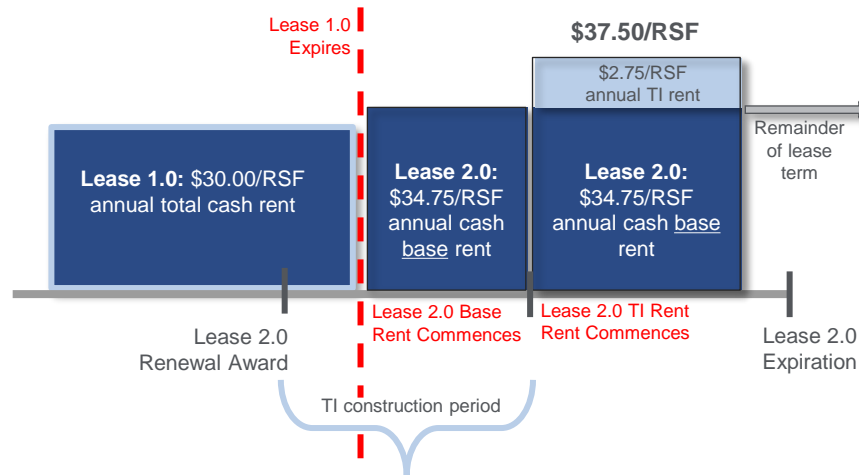 Lease 1.0
Expires
$37.50/RSF
$2.75/RSF
annual TI rent
Remainder
of lease
term
Lease 1.0: $30.00/RSF
annual total cash rent
Lease 2.0:
$34.75/RSF
annual cash
base rent
Lease 2.0:
$34.75/RSF
annual cash base
rent
Lease 2.0 Base
Rent Commences
Lease 2.0 TI Rent
Rent Commences
Lease 2.0
Renewal Award
Lease 2.0
Expiration
TI construction period